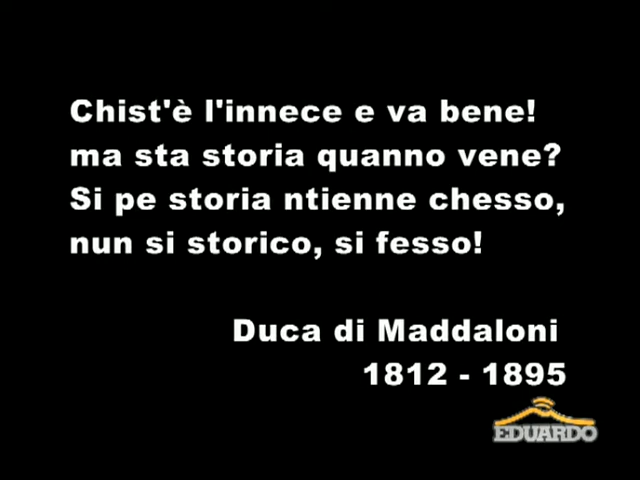 Chist'è l'innece e va bene!
ma sta storia quanno vene?
Si pe storia ntienne chesso,
nun si storico, si fesso!
Duca di Maddaloni
1812 - 1895
EDUARDO